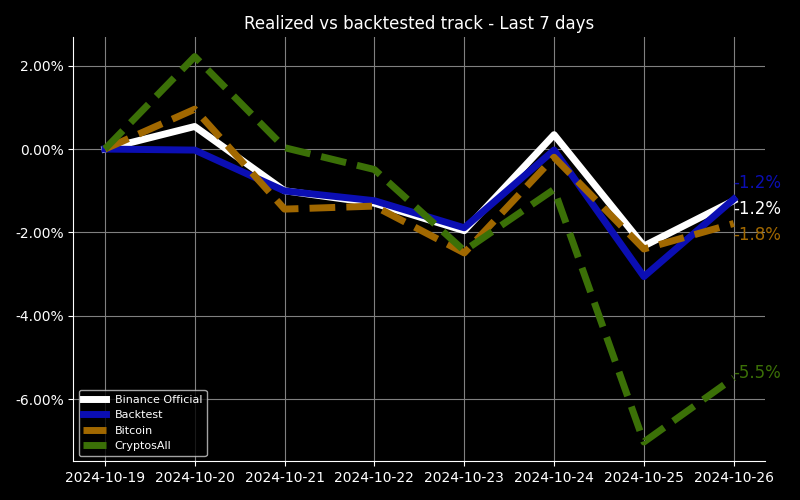 Realized vs backtested track - Last 7 days
2.00%
0.00%
-2.00%
-4.00%
-6.00%
-1.2%
-1.2%
-1.8%
-5.5%
Binance Official
Backtest
Bitcoin
CryptosAll
2024-10-19 2024-10-20 2024-10-21 2024-10-22 2024-10-23 2024-10-24 2024-10-25 2024-10-26